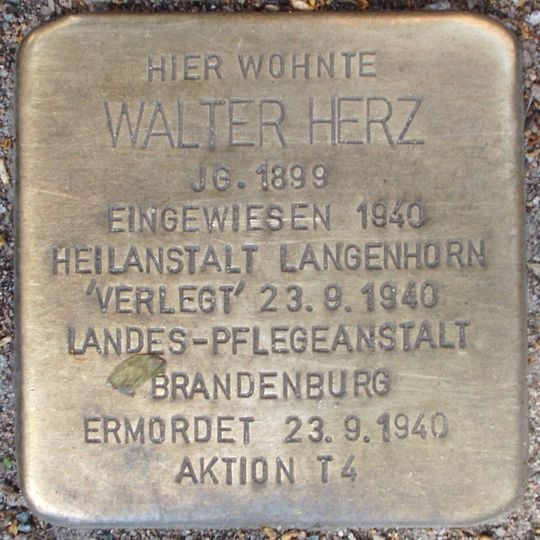 HIER WOHNTE
WALTER HERZ
JG. 1899
EINGEWIESEN 1940
HEILANSTALT LANGENHORN
'VERLEGT' 23.9.1940
LANDES-PFLEGEANSTALT
BRANDENBURG
ERMORDET 23.9.1940
AKTION T4